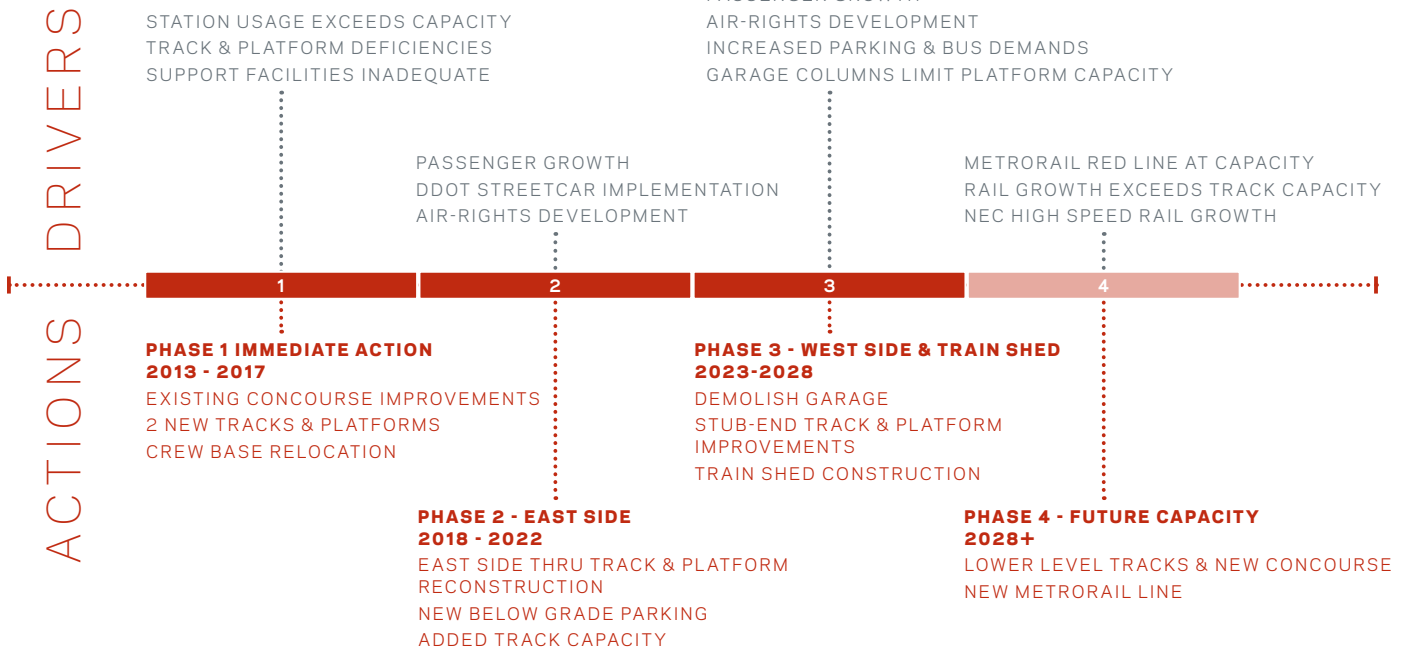 DRIVERS
STATION USAGE EXCEEDS CAPACITY
TRACK & PLATFORM DEFICIENCIES
SUPPORT FACILITIES INADEQUATE
PASSENGER GROWTH
AIR-RIGHTS DEVELOPMENT
INCREASED PARKING & BUS DEMANDS
GARAGE COLUMNS LIMIT PLATFORM CAPACITY
PASSENGER GROWTH
DDOT STREETCAR IMPLEMENTATION
AIR-RIGHTS DEVELOPMENT
METRORAIL RED LINE AT CAPACITY
RAIL GROWTH EXCEEDS TRACK CAPACITY
NEC HIGH SPEED RAIL GROWTH
1
2
3
4
ACTIONS
PHASE 1 IMMEDIATE ACTION
2013 - 2017
EXISTING CONCOURSE IMPROVEMENTS
2 NEW TRACKS & PLATFORMS
CREW BASE RELOCATION
PHASE 2 - EAST SIDE
2018 - 2022
EAST SIDE THRU TRACK & PLATFORM
RECONSTRUCTION
NEW BELOW GRADE PARKING
ADDED TRACK CAPACITY
PHASE 3 - WEST SIDE & TRAIN SHED
2023-2028
DEMOLISH GARAGE
STUB-END TRACK & PLATFORM
IMPROVEMENTS
TRAIN SHED CONSTRUCTION
PHASE 4 - FUTURE CAPACITY
2028+
LOWER LEVEL TRACKS & NEW CONCOURSE
NEW METRORAIL LINE